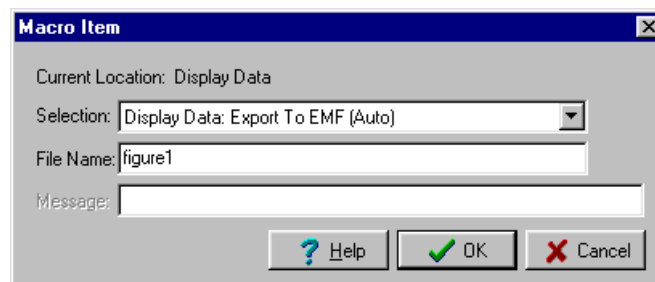 Macro Item
Current Location: Display Data
Selection: Display Data: Export To EMF (Auto)
File Name: figure1
Message:
Help OK Cancel